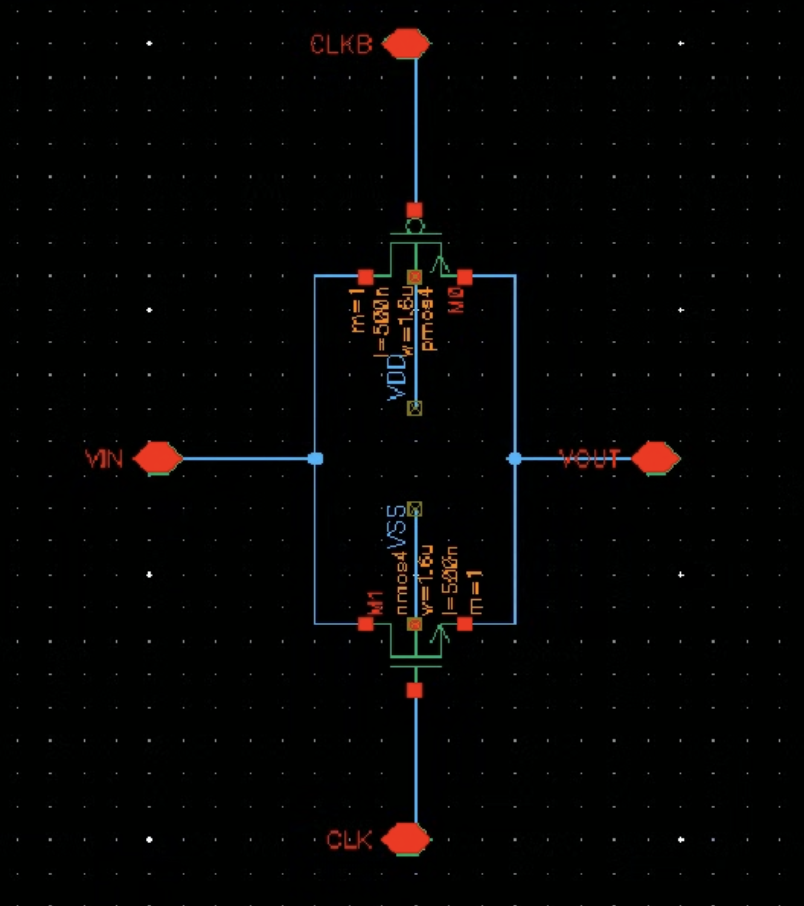 CLKB
m=1
l=500n
w=1.6u
pmos4
M0
VDD
VIN
VOUT
VSS
M1
nmos4
w=1.6u
l=500n
m=1
CLK